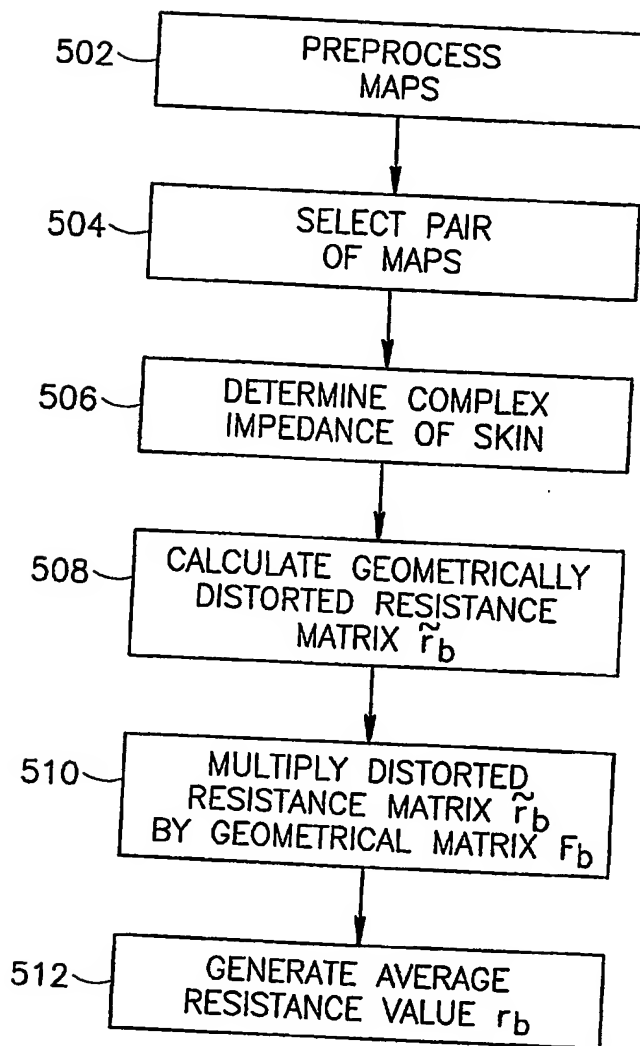 502
PREPROCESS
MAPS
504
SELECT PAIR
OF MAPS
506
DETERMINE COMPLEX
IMPEDANCE OF SKIN
508
CALCULATE GEOMETRICALLY
DISTORTED RESISTANCE
MATRIX r̃b
510
MULTIPLY DISTORTED
RESISTANCE MATRIX r̃b
BY GEOMETRICAL MATRIX Fb
512
GENERATE AVERAGE
RESISTANCE VALUE rb